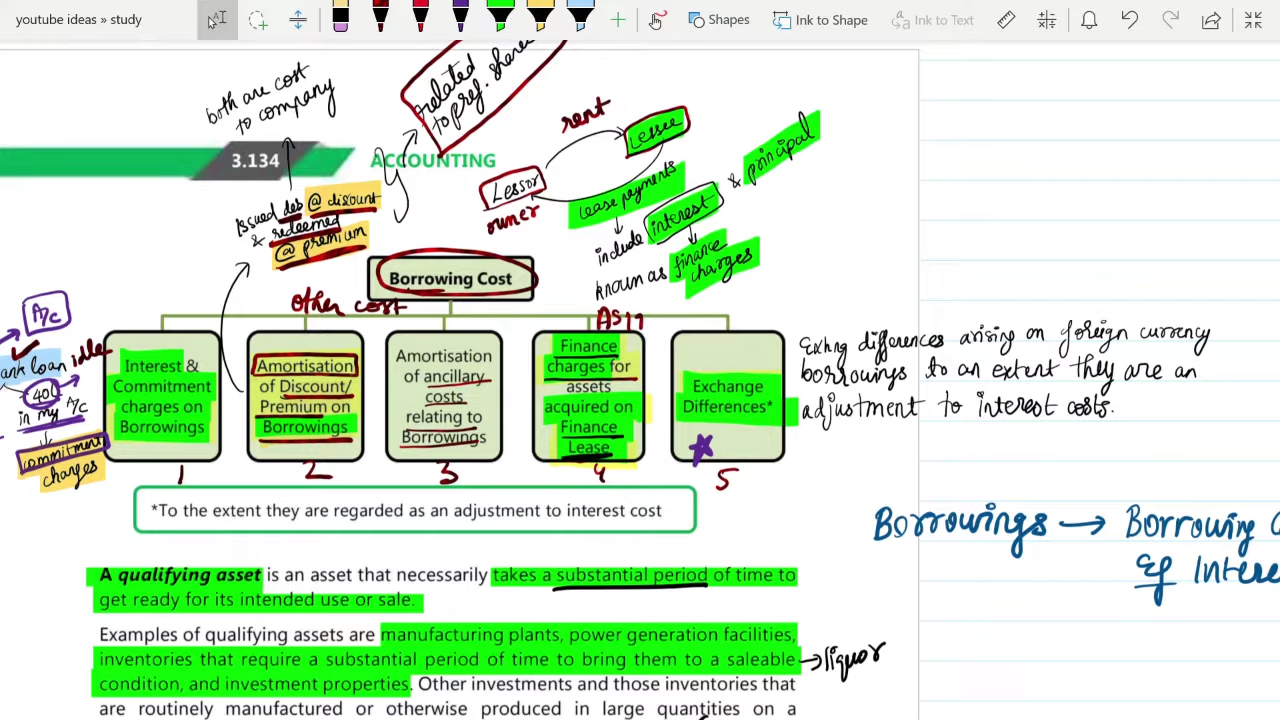 youtube ideas » study
Shapes
Ink to Shape
Ink to Text
both are cost
to company
related
to pref. share
rent
Lessee
Lessor
owner
lease payments
include interest & principal
known as finance
charges
3.134
ACCOUNTING
Issued deb @ discount
& redeemed
@ premium
Borrowing Cost
other cost
AS 19
A/c
ank loan idle
40L
in my A/c
commitment
charges
Interest &
Commitment
charges on
Borrowings
1
Amortisation
of Discount/
Premium on
Borrowings
2
Amortisation
of ancillary
costs
relating to
Borrowings
3
Finance
charges for
assets
acquired on
Finance
Lease
4
Exchange
Differences*
5
Exhng differences arising on foreign currency
borrowings to an extent they are an
adjustment to interest costs.
*To the extent they are regarded as an adjustment to interest cost
Borrowings → Borrowing C
Intere
A qualifying asset is an asset that necessarily takes a substantial period of time to
get ready for its intended use or sale.
Examples of qualifying assets are manufacturing plants, power generation facilities,
inventories that require a substantial period of time to bring them to a saleable
→ liquor
condition, and investment properties. Other investments and those inventories that
are routinely manufactured or otherwise produced in large quantities on a